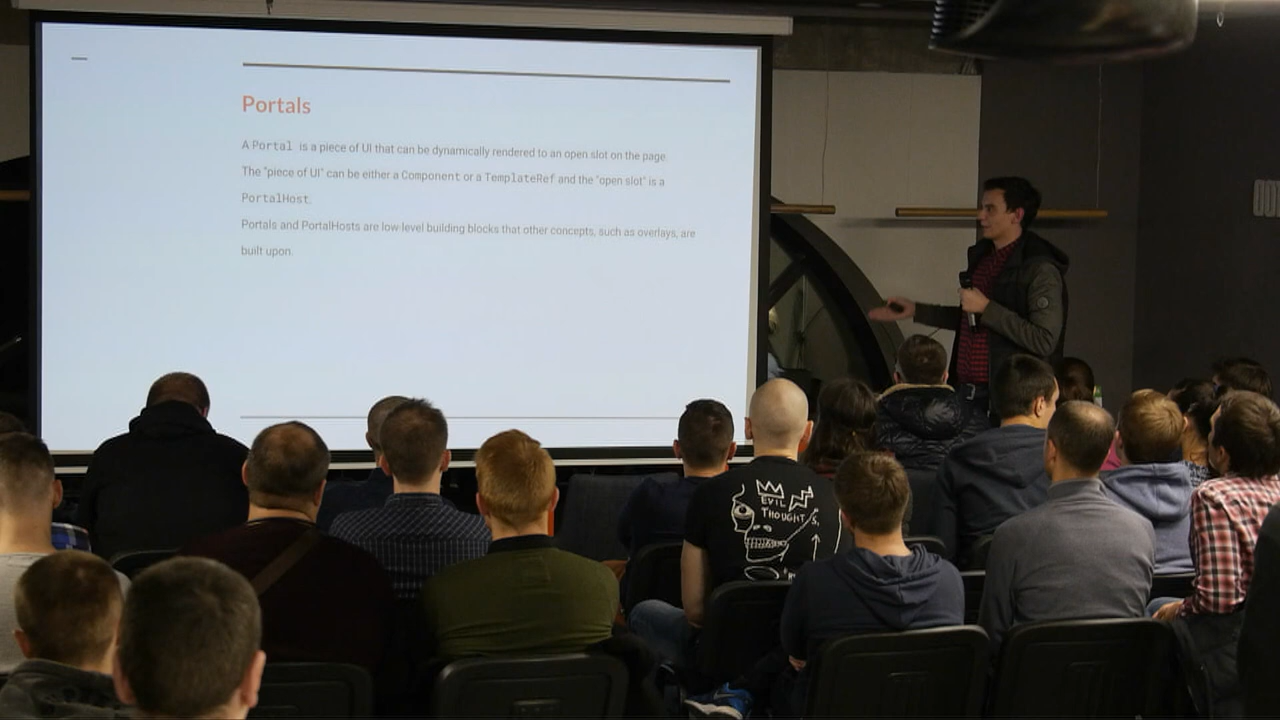 Portals
A Portal is a piece of UI that can be dynamically rendered to an open slot on the page.
The "piece of UI" can be either a Component or a TemplateRef and the "open slot" is a
PortalHost.
Portals and PortalHosts are low-level building blocks that other concepts, such as overlays, are
built upon.
EVIL
THOUGHTS,